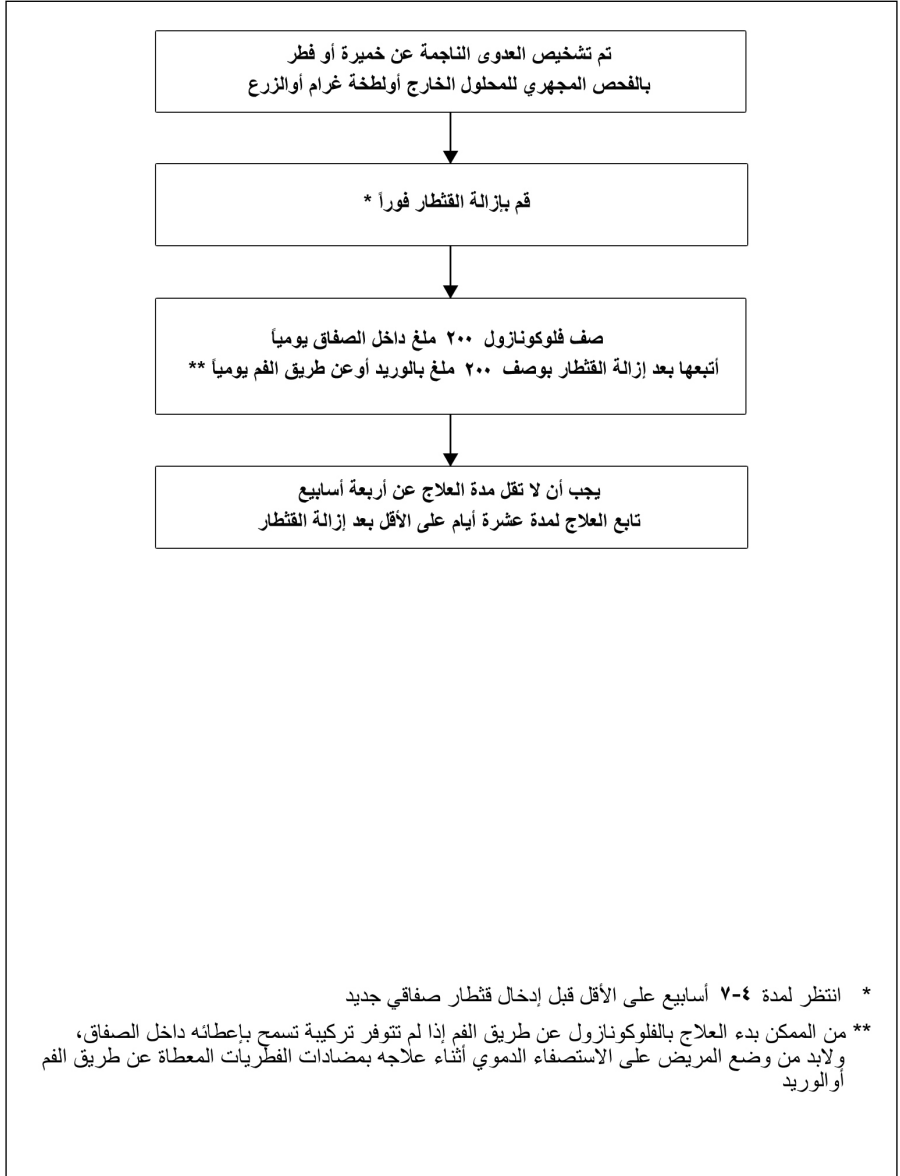 تم تشخيص العدوى الناجمة عن خميرة أو فطر
بالفحص المجهري للمحلول الخارج أولطخة غرام أوالزرع
قم بإزالة القثطار فوراً *
صف فلوكونازول ٢٠٠ ملغ داخل الصفاق يومياً
أتبعها بعد إزالة القثطار بوصف ٢٠٠ ملغ بالوريد أوعن طريق الفم يومياً **
يجب أن لا تقل مدة العلاج عن أربعة أسابيع
تابع العلاج لمدة عشرة أيام على الأقل بعد إزالة القثطار
* انتظر لمدة ٤-٧ أسابيع على الأقل قبل إدخال قثطار صفاقي جديد
** من الممكن بدء العلاج بالفلوكونازول عن طريق الفم إذا لم تتوفر تركيبة تسمح بإعطائه داخل الصفاق،
ولابد من وضع المريض على الاستصفاء الدموي أثناء علاجه بمضادات الفطريات المعطاة عن طريق الفم
أوالوريد